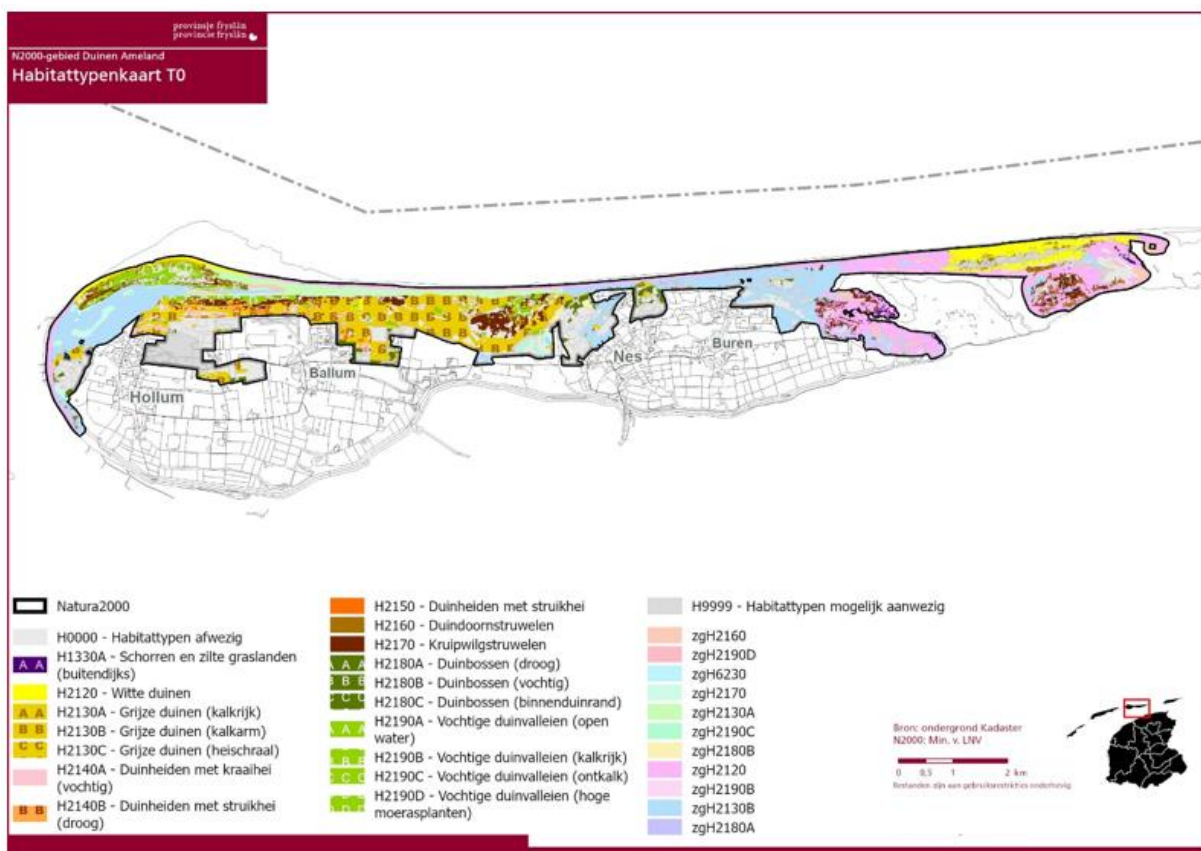 provinsje fryslân
provincie fryslân
N2000-gebied Duinen Ameland
Habitattypenkaart T0
Hollum
Ballum
Nes
Buren
Natura2000
H0000 - Habitattypen afwezig
A A
H1330A - Schorren en zilte graslanden
(buitendijks)
H2120 - Witte duinen
A A
H2130A - Grijze duinen (kalkrijk)
B B
H2130B - Grijze duinen (kalkarm)
C C
H2130C - Grijze duinen (heischraal)
H2140A - Duinheiden met kraaihei
(vochtig)
B B
H2140B - Duinheiden met struikhei
(droog)
H2150 - Duinheiden met struikhei
H2160 - Duindoornstruwelen
H2170 - Kruipwilgstruwelen
H2180A - Duinbossen (droog)
H2180B - Duinbossen (vochtig)
H2180C - Duinbossen (binnenduinrand)
H2190A - Vochtige duinvalleien (open
water)
H2190B - Vochtige duinvalleien (kalkrijk)
H2190C - Vochtige duinvalleien (ontkalk)
H2190D - Vochtige duinvalleien (hoge
moerasplanten)
H9999 - Habitattypen mogelijk aanwezig
zgH2160
zgH2190D
zgH6230
zgH2170
zgH2130A
zgH2190C
zgH2180B
zgH2120
zgH2190B
zgH2130B
zgH2180A
Bron: ondergrond Kadaster
N2000: Min. v. LNV
0 0,5 1 2 km
Bestanden zijn aan gebruiksrestricties onderhevig